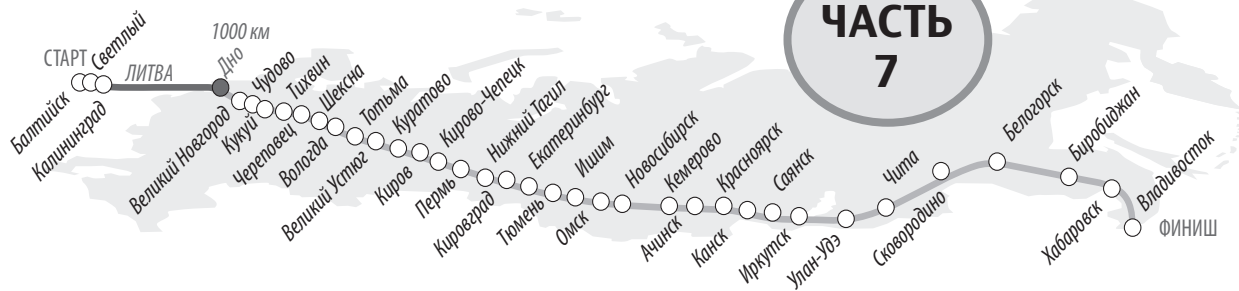 ЧАСТЬ
7
СТАРТ
Балтийск
Светлый
Калининград
ЛИТВА
1000 км
Дно
Великий Новгород
Чудово
Кукуй
Тихвин
Череповец
Шексна
Вологда
Тотьма
Великий Устюг
Куратово
Киров
Кирово-Чепецк
Пермь
Нижний Тагил
Кировград
Екатеринбург
Тюмень
Ишим
Омск
Новосибирск
Ачинск
Кемерово
Красноярск
Канск
Саянск
Иркутск
Улан-Удэ
Чита
Сковородино
Белогорск
Биробиджан
Хабаровск
Владивосток
ФИНИШ